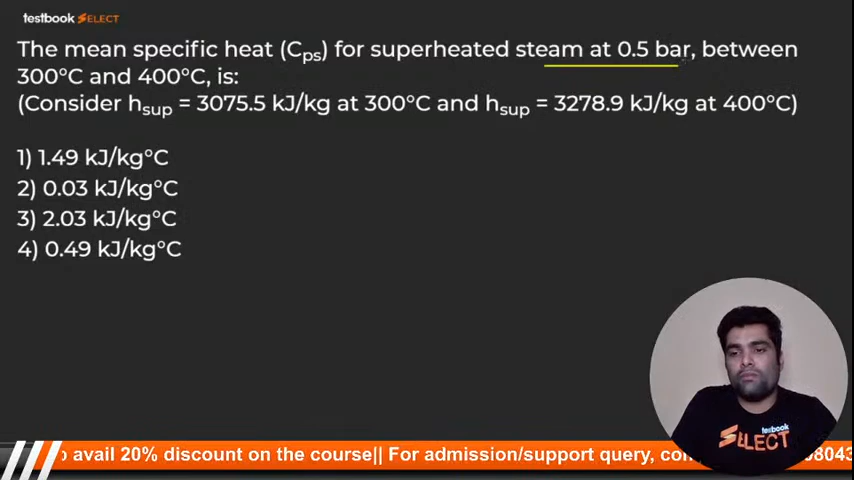 testbook SELECT
The mean specific heat (Cps) for superheated steam at 0.5 bar, between
300°C and 400°C, is:
(Consider hsup = 3075.5 kJ/kg at 300°C and hsup = 3278.9 kJ/kg at 400°C)
1) 1.49 kJ/kg°C
2) 0.03 kJ/kg°C
3) 2.03 kJ/kg°C
4) 0.49 kJ/kg°C
testbook
SELECT
avail 20% discount on the course|| For admission/support query,